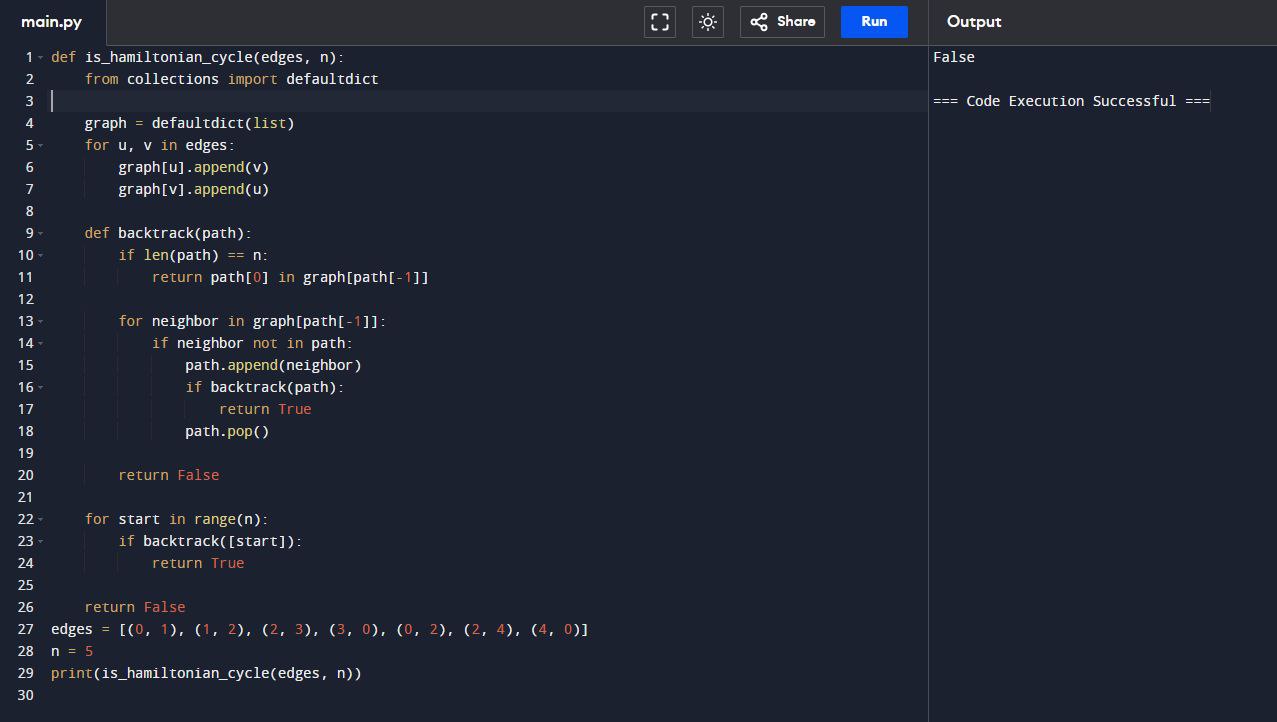 main.py
Share
Run
Output
1 def is_hamiltonian_cycle(edges, n):
2     from collections import defaultdict
3
4     graph = defaultdict(list)
5     for u, v in edges:
6         graph[u].append(v)
7         graph[v].append(u)
8
9     def backtrack(path):
10         if len(path) == n:
11             return path[0] in graph[path[-1]]
12
13         for neighbor in graph[path[-1]]:
14             if neighbor not in path:
15                 path.append(neighbor)
16                 if backtrack(path):
17                     return True
18                 path.pop()
19
20         return False
21
22     for start in range(n):
23         if backtrack([start]):
24             return True
25
26     return False
27 edges = [(0, 1), (1, 2), (2, 3), (3, 0), (0, 2), (2, 4), (4, 0)]
28 n = 5
29 print(is_hamiltonian_cycle(edges, n))
30
False
=== Code Execution Successful ===